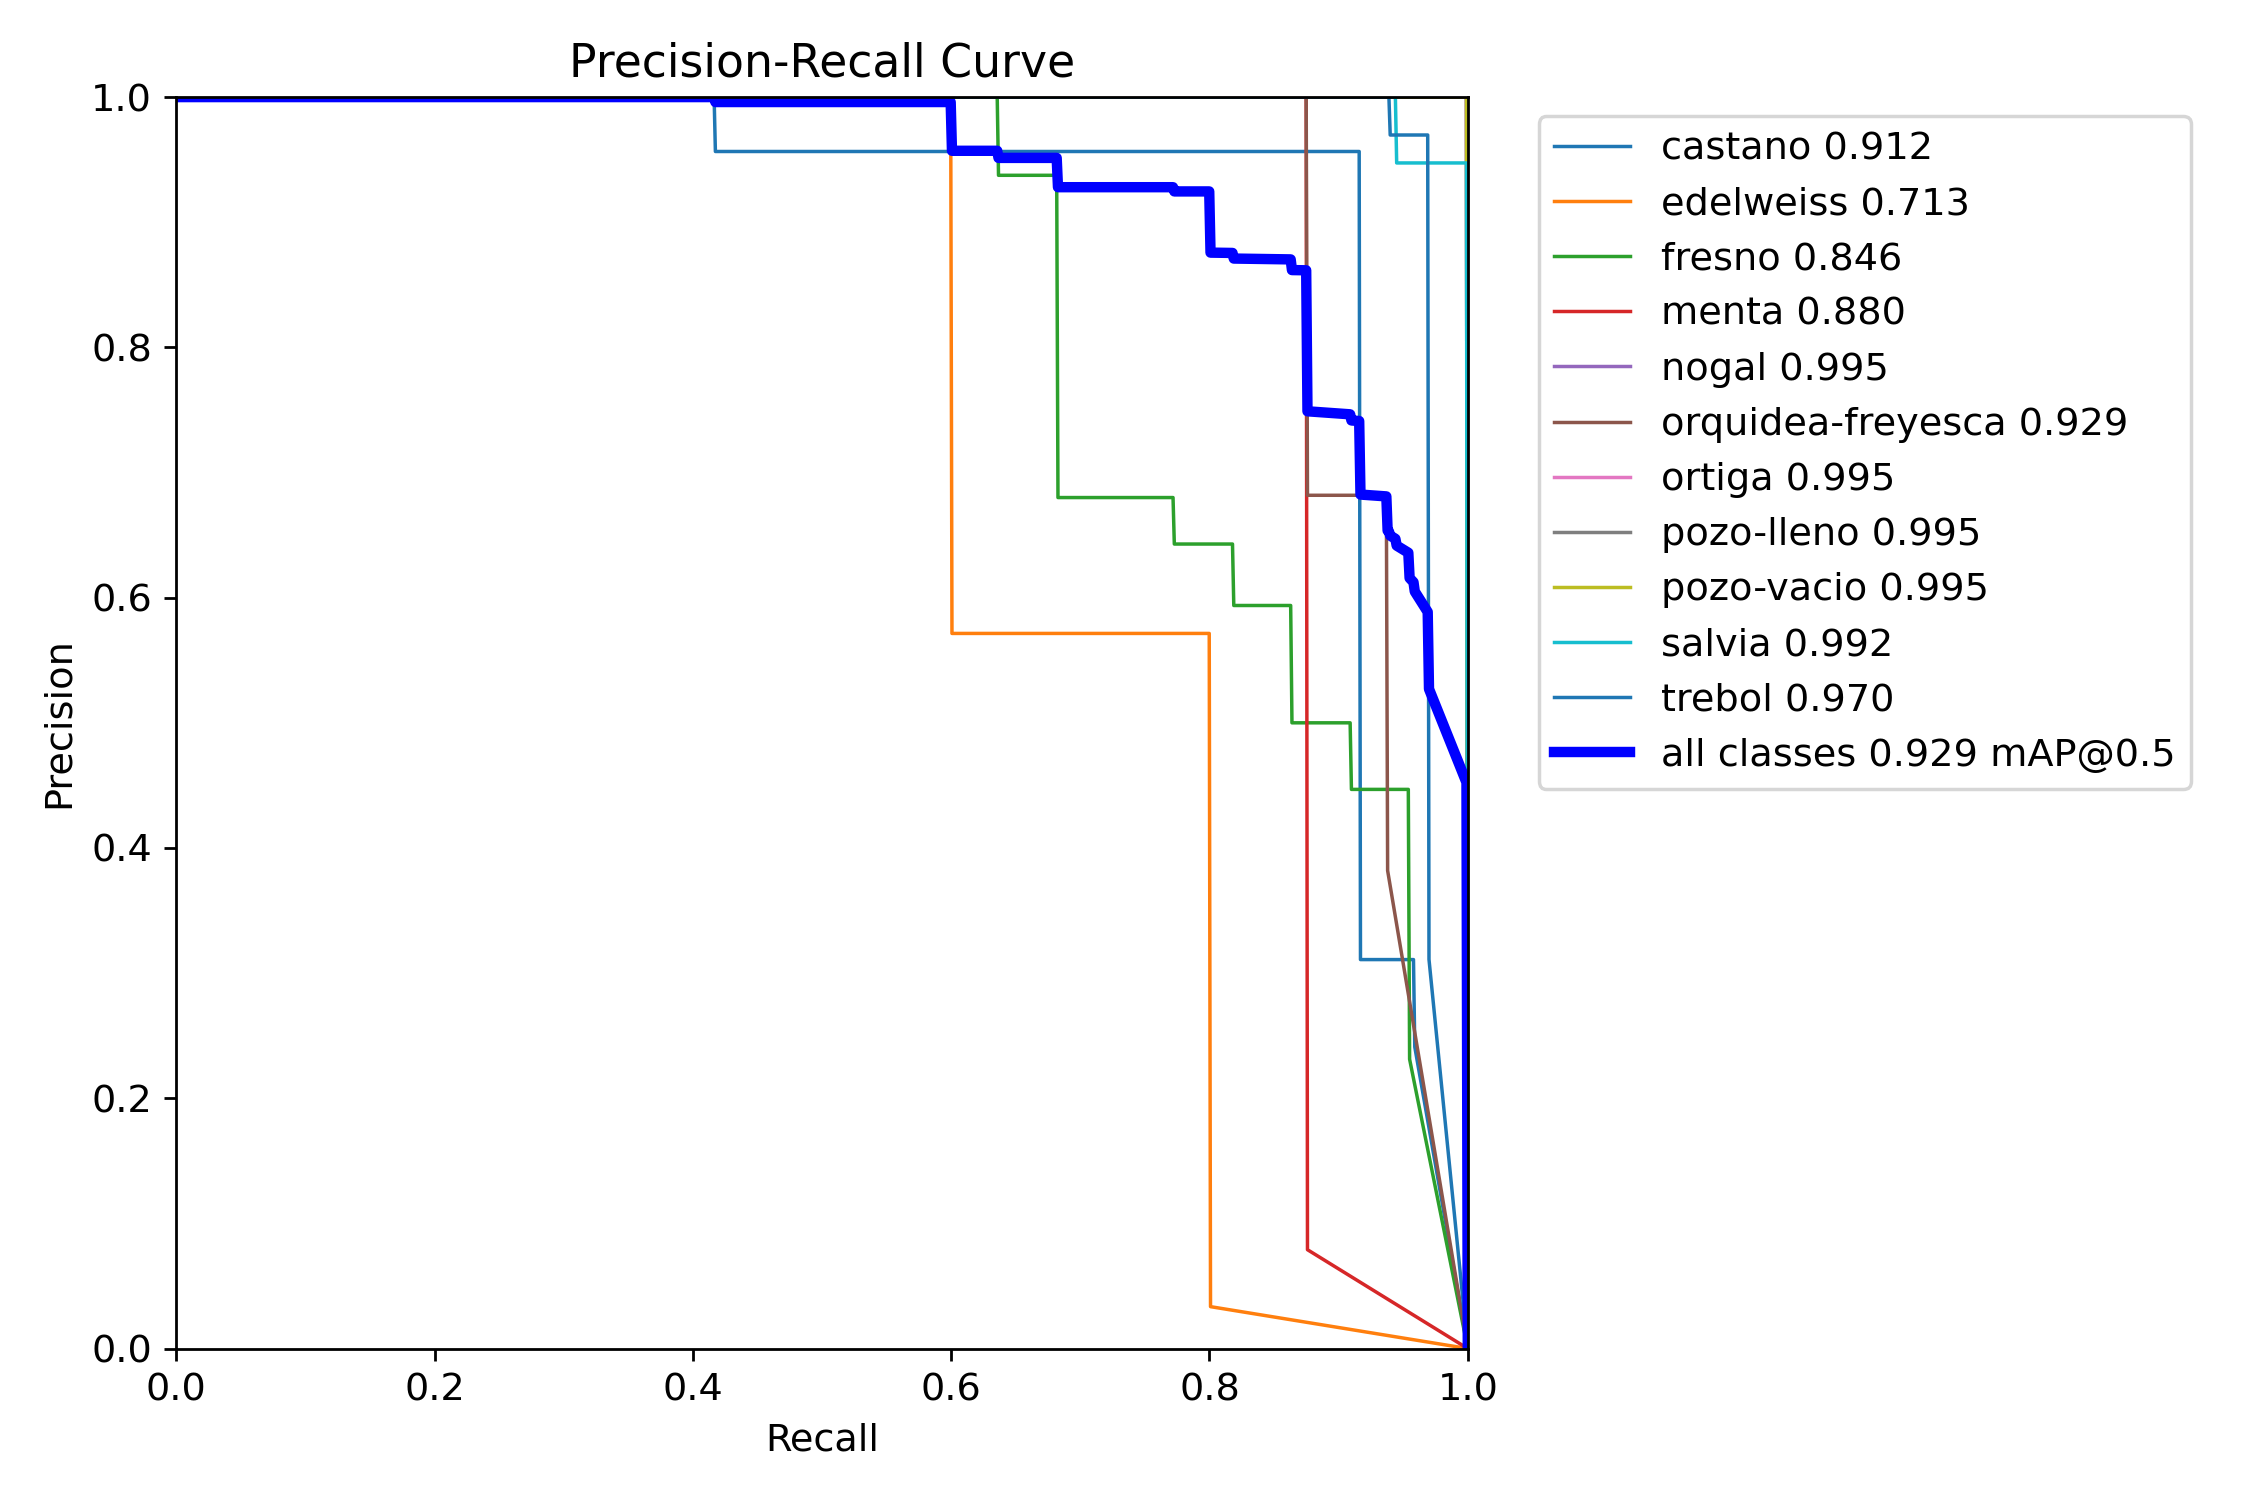 Precision-Recall Curve
1.0
0.8
0.6
0.4
0.2
0.0
Precision
0.0 0.2 0.4 0.6 0.8 1.0
Recall
castano 0.912
edelweiss 0.713
fresno 0.846
menta 0.880
nogal 0.995
orquidea-freyesca 0.929
ortiga 0.995
pozo-lleno 0.995
pozo-vacio 0.995
salvia 0.992
trebol 0.970
all classes 0.929 mAP@0.5